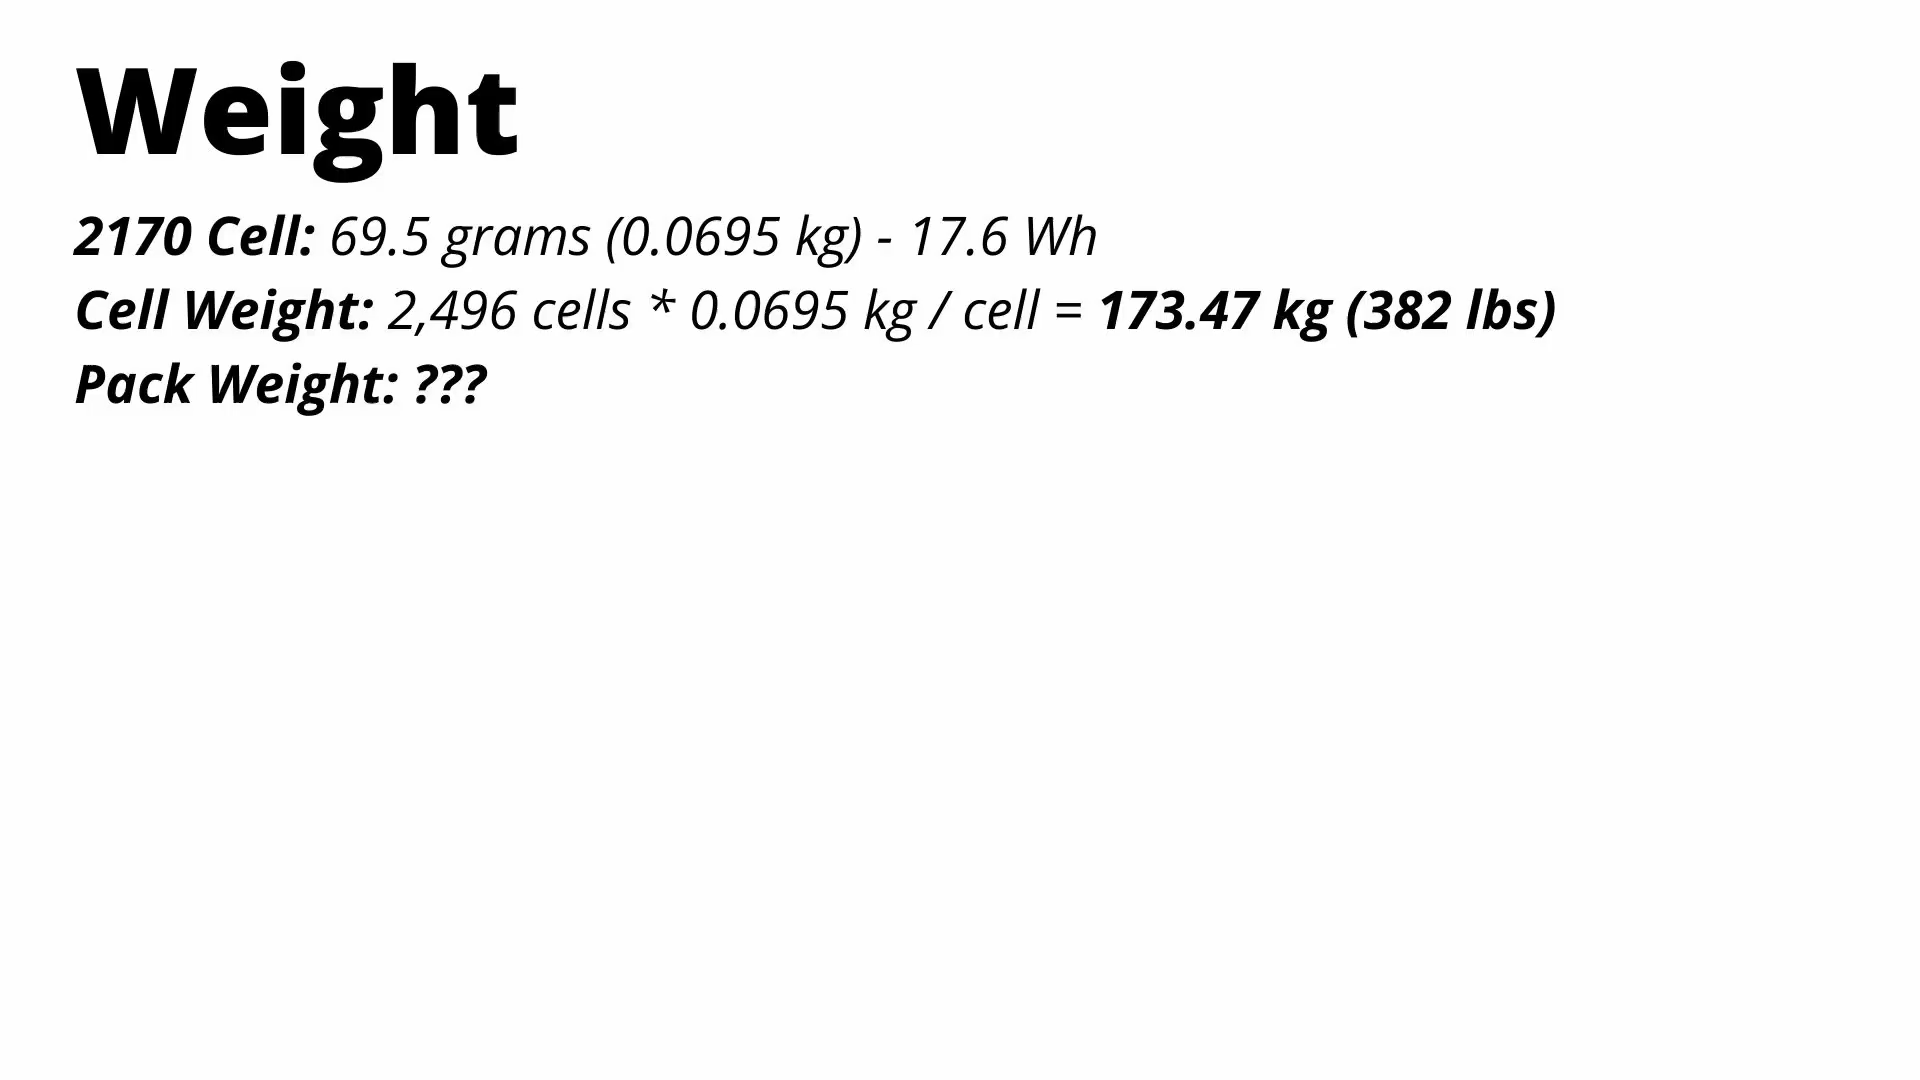 Weight
2170 Cell: 69.5 grams (0.0695 kg) - 17.6 Wh
Cell Weight: 2,496 cells * 0.0695 kg / cell = 173.47 kg (382 lbs)
Pack Weight: ???